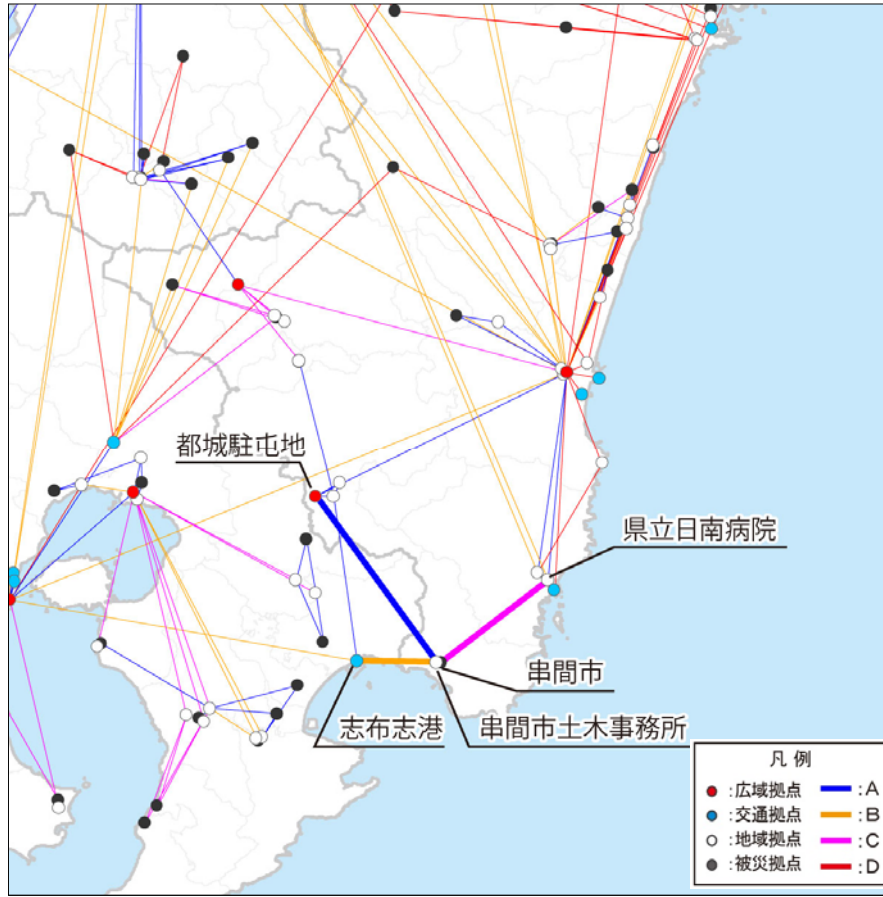 都城駐屯地
県立日南病院
串間市
志布志港
串間市土木事務所
凡 例
:広域拠点
:A
:交通拠点
:B
:地域拠点
:C
:被災拠点
:D